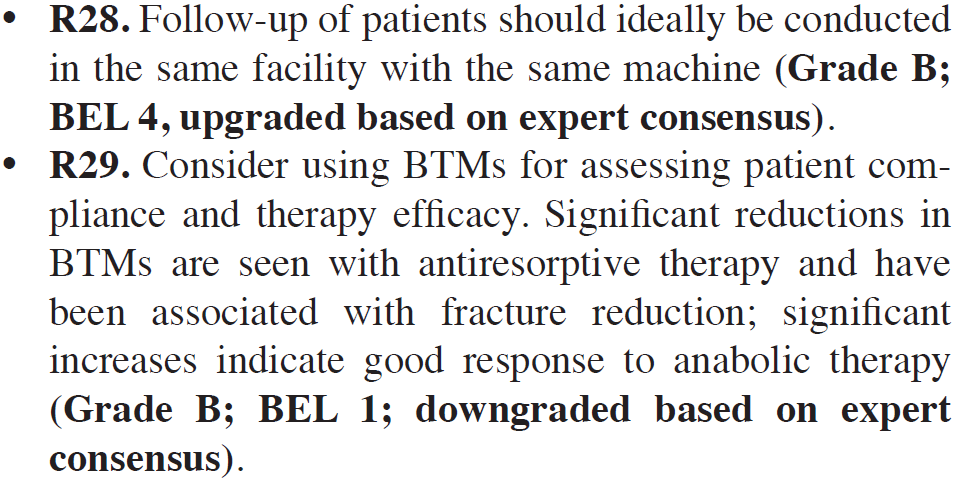 • R28. Follow-up of patients should ideally be conducted
in the same facility with the same machine (Grade B;
BEL 4, upgraded based on expert consensus).
• R29. Consider using BTMs for assessing patient com-
pliance and therapy efficacy. Significant reductions in
BTMs are seen with antiresorptive therapy and have
been associated with fracture reduction; significant
increases indicate good response to anabolic therapy
(Grade B; BEL 1; downgraded based on expert
consensus).